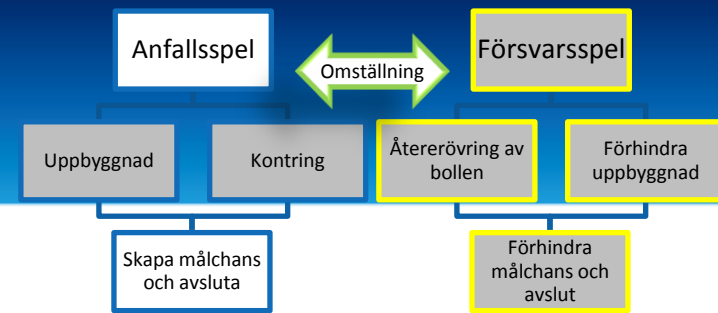 Anfallsspel
Omställning
Försvarsspel
Uppbyggnad
Kontring
Återerövring av
bollen
Förhindra
uppbyggnad
Skapa målchans
och avsluta
Förhindra
målchans och
avslut